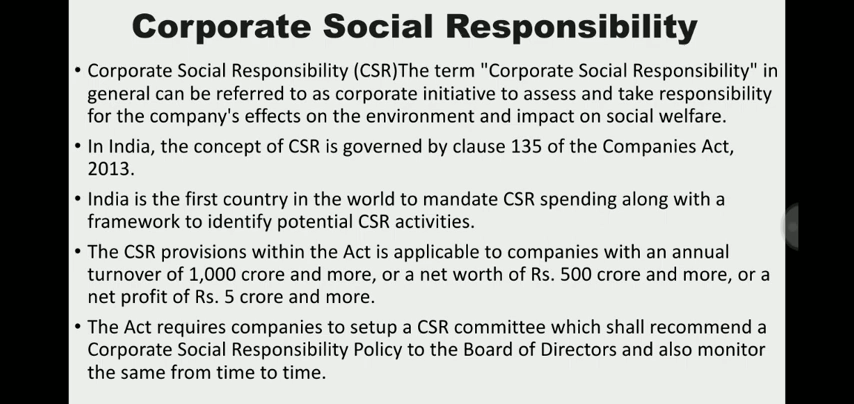 Corporate Social Responsibility
• Corporate Social Responsibility (CSR)The term "Corporate Social Responsibility" in
general can be referred to as corporate initiative to assess and take responsibility
for the company's effects on the environment and impact on social welfare.
• In India, the concept of CSR is governed by clause 135 of the Companies Act,
2013.
• India is the first country in the world to mandate CSR spending along with a
framework to identify potential CSR activities.
• The CSR provisions within the Act is applicable to companies with an annual
turnover of 1,000 crore and more, or a net worth of Rs. 500 crore and more, or a
net profit of Rs. 5 crore and more.
• The Act requires companies to setup a CSR committee which shall recommend a
Corporate Social Responsibility Policy to the Board of Directors and also monitor
the same from time to time.